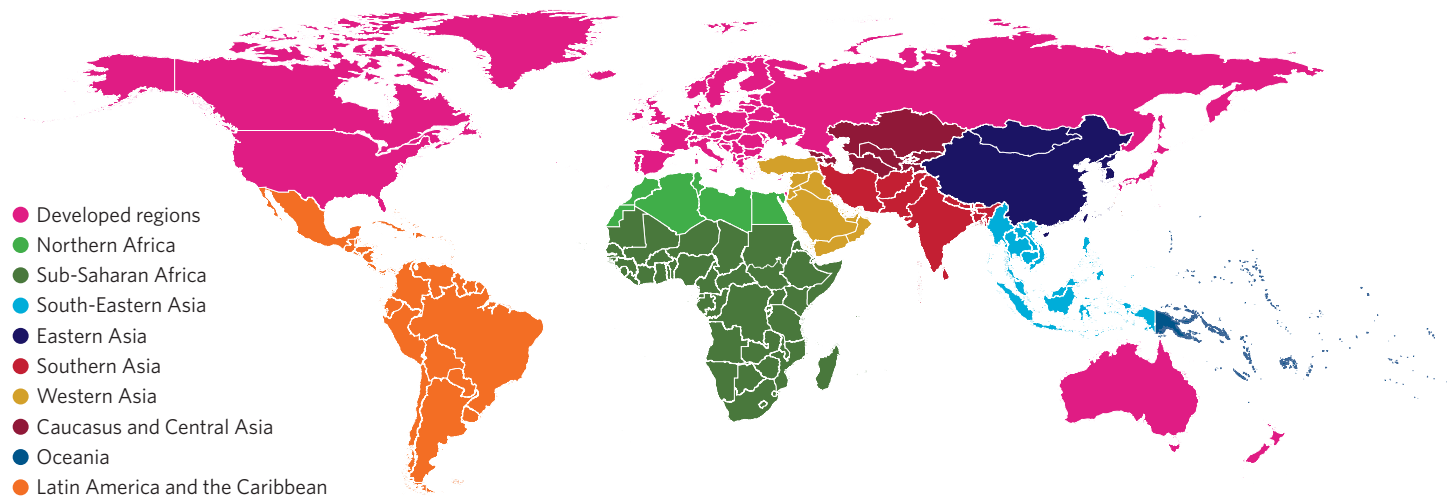 Developed regions
Northern Africa
Sub-Saharan Africa
South-Eastern Asia
Eastern Asia
Southern Asia
Western Asia
Caucasus and Central Asia
Oceania
Latin America and the Caribbean